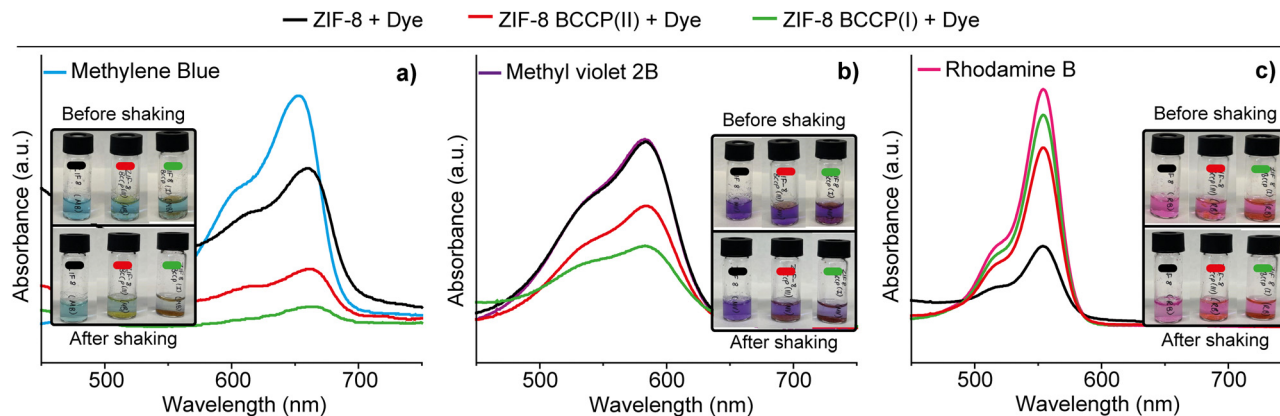 ZIF-8 + Dye ZIF-8 BCCP(II) + Dye ZIF-8 BCCP(I) + Dye
Methylene Blue a)
Before shaking
After shaking
Absorbance (a.u.)
500 600 700
Wavelength (nm)
Methyl violet 2B b)
Before shaking
After shaking
Absorbance (a.u.)
500 600 700
Wavelength (nm)
Rhodamine B c)
Before shaking
After shaking
Absorbance (a.u.)
500 600 700
Wavelength (nm)